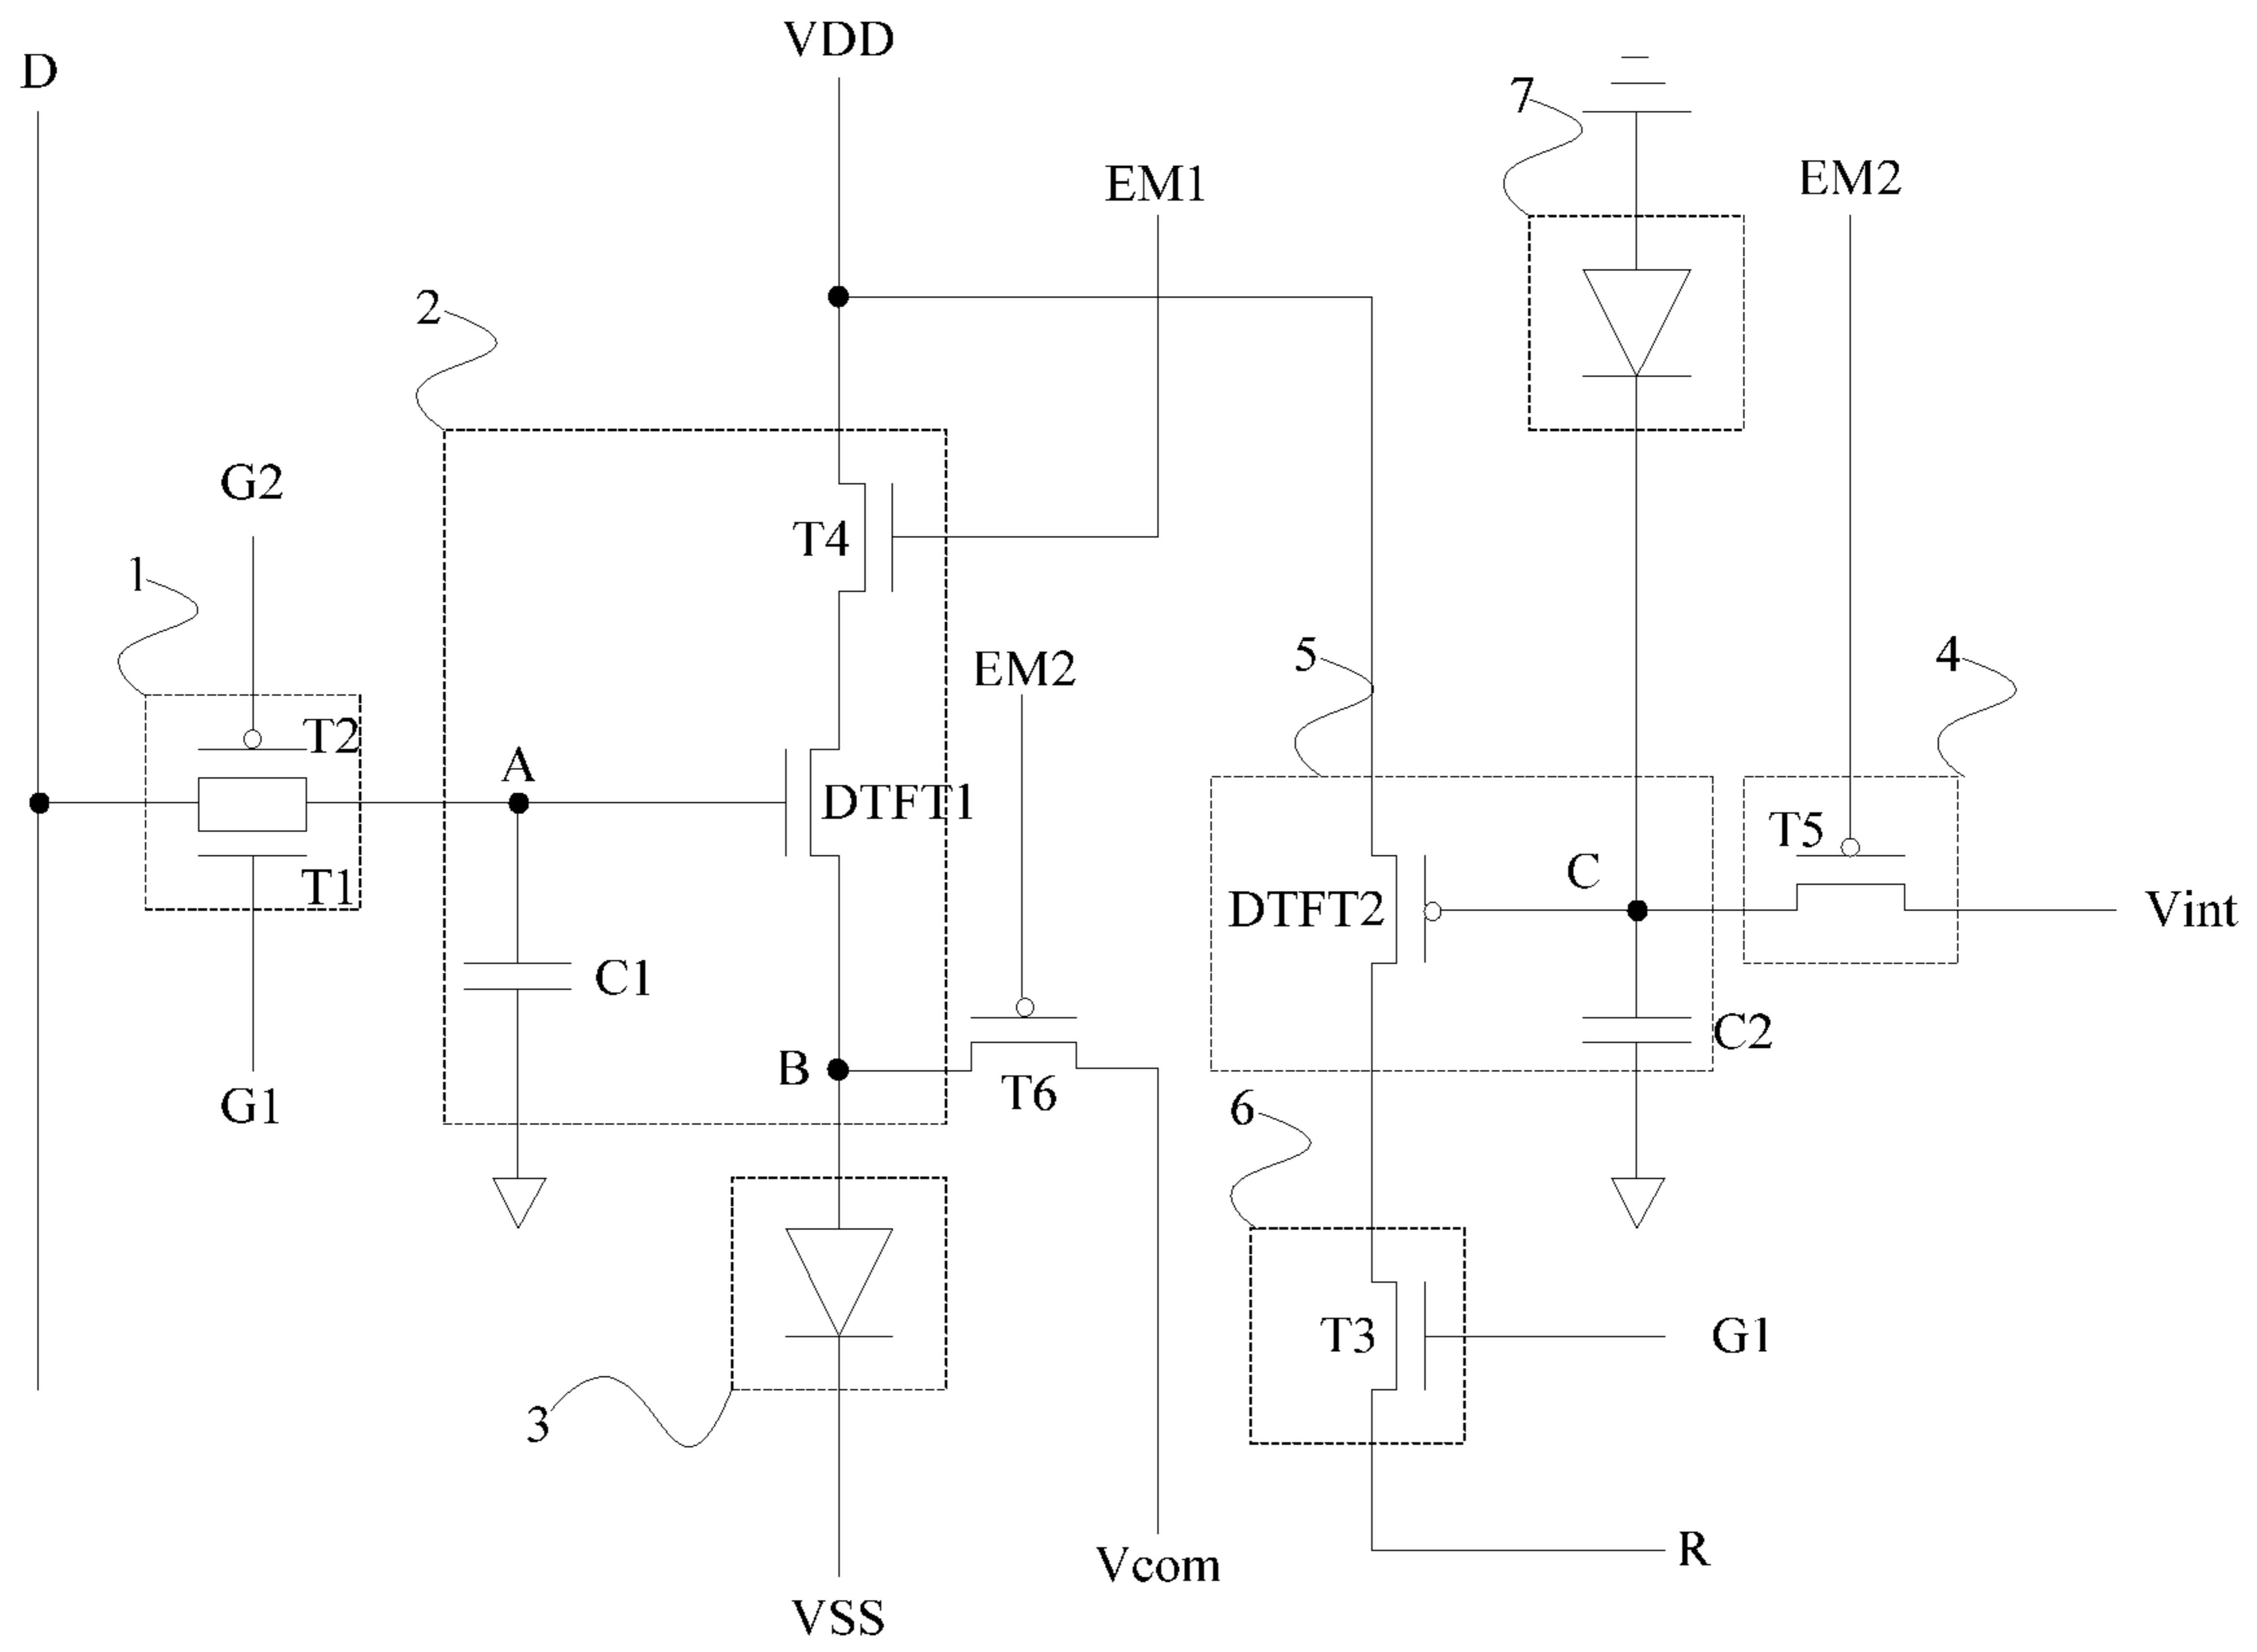 VDD
D
7
EM1
EM2
2
G2
T4
1
5
4
EM2
T2
A
DTFT1
T5
T1
C
DTFT2
Vint
C1
C2
B
T6
G1
6
T3
G1
3
R
Vcom
VSS